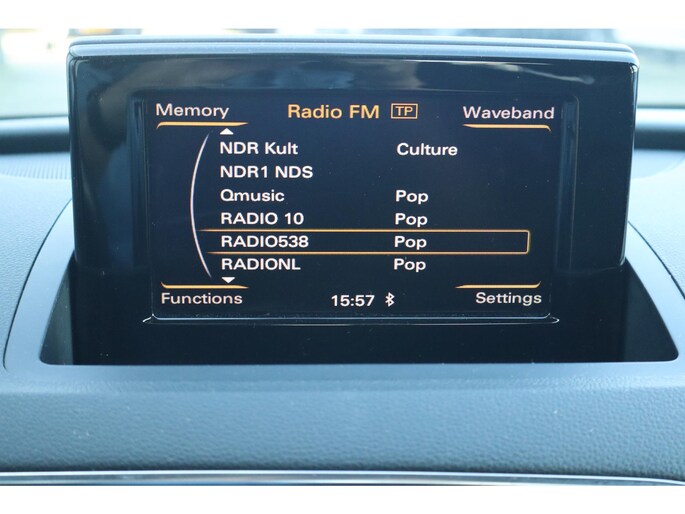 Memory Radio FM TP Waveband
NDR Kult Culture
NDR1 NDS
Qmusic Pop
RADIO 10 Pop
RADIO538 Pop
RADIONL Pop
Functions 15:57 Settings